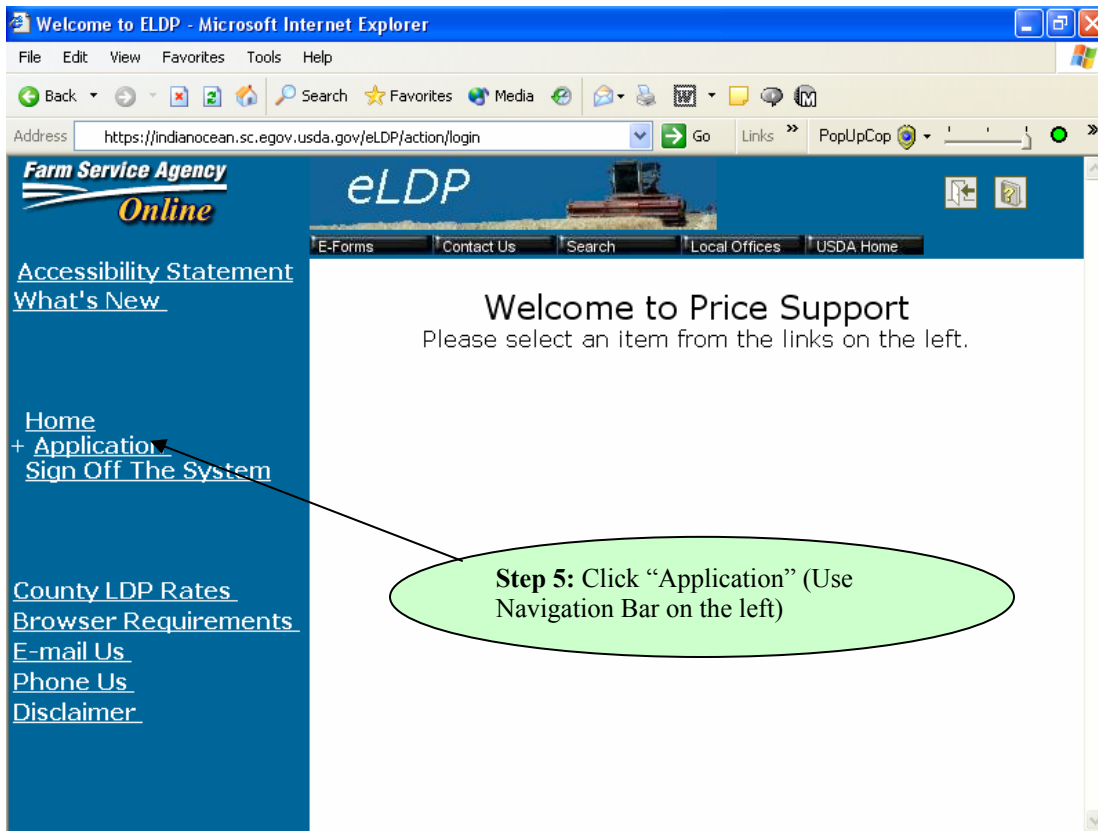 Welcome to ELDP - Microsoft Internet Explorer
File Edit View Favorites Tools Help
Back Search Favorites Media
Address https://indianocean.sc.egov.usda.gov/eLDP/action/login Go Links » PopUpCop »
Farm Service Agency
Online
eLDP
E-Forms Contact Us Search Local Offices USDA Home
Accessibility Statement
What's New
Welcome to Price Support
Please select an item from the links on the left.
Home
+ Application
Sign Off The System
Step 5: Click “Application” (Use
Navigation Bar on the left)
County LDP Rates
Browser Requirements
E-mail Us
Phone Us
Disclaimer